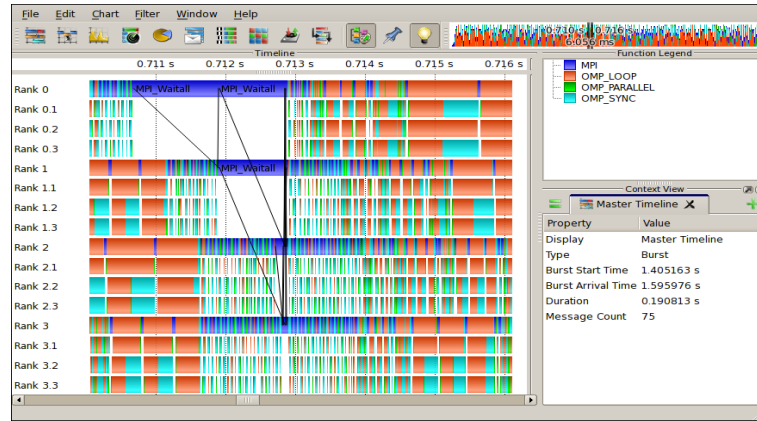 File Edit Chart Filter Window Help
0.710 s 0.716 s
6.056 ms
Timeline
0.711 s 0.712 s 0.713 s 0.714 s 0.715 s 0.716 s
Rank 0 MPI_Waitall MPI_Waitall
Rank 0.1
Rank 0.2
Rank 0.3
Rank 1 MPI_Waitall
Rank 1.1
Rank 1.2
Rank 1.3
Rank 2
Rank 2.1
Rank 2.2
Rank 2.3
Rank 3
Rank 3.1
Rank 3.2
Rank 3.3
Function Legend
MPI
OMP_LOOP
OMP_PARALLEL
OMP_SYNC
Context View
Master Timeline
Property Value
Display Master Timeline
Type Burst
Burst Start Time 1.405163 s
Burst Arrival Time 1.595976 s
Duration 0.190813 s
Message Count 75